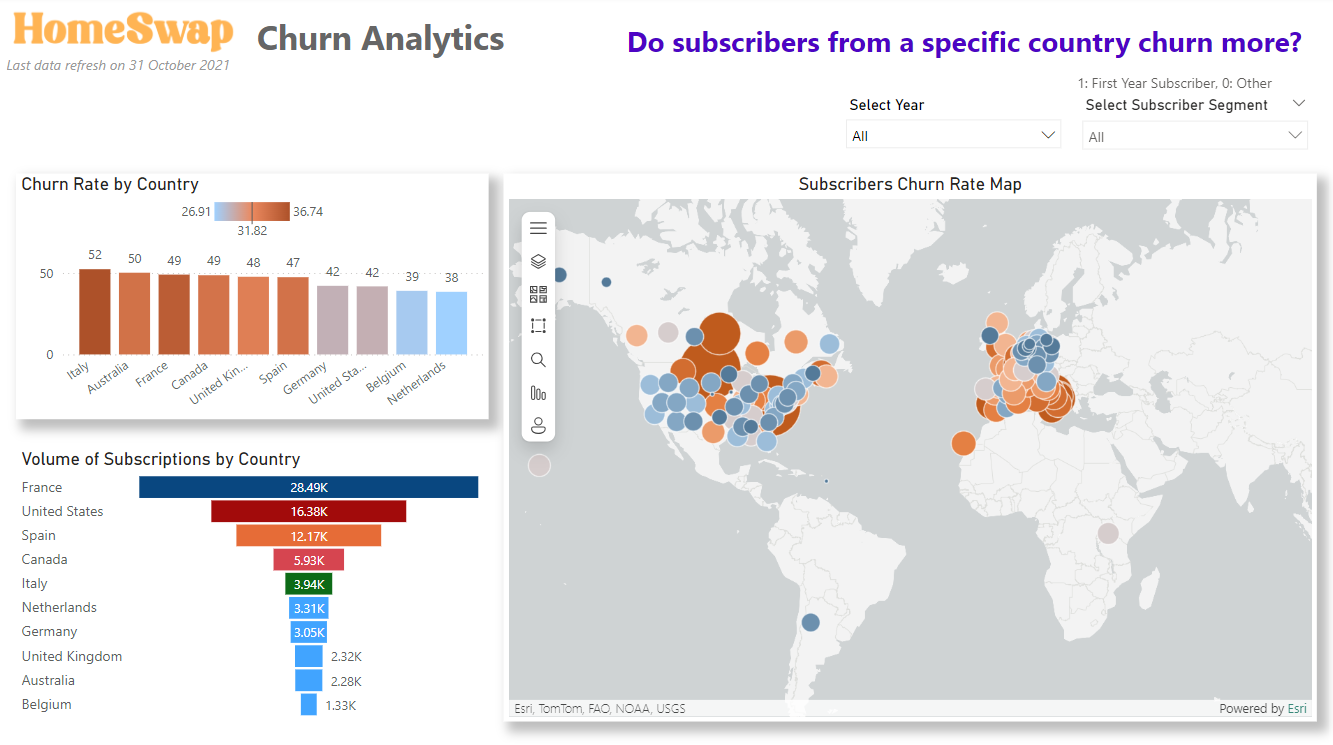 HomeSwap
Churn Analytics
Do subscribers from a specific country churn more?
Last data refresh on 31 October 2021
1: First Year Subscriber, 0: Other
Select Year
Select Subscriber Segment
All
All
Churn Rate by Country
26.91
36.74
31.82
52 50 49 49 48 47 42 42 39 38
50
0
Italy
Australia
France
Canada
United Kin...
Spain
Germany
United Sta...
Belgium
Netherlands
Volume of Subscriptions by Country
France 28.49K
United States 16.38K
Spain 12.17K
Canada 5.93K
Italy 3.94K
Netherlands 3.31K
Germany 3.05K
United Kingdom 2.32K
Australia 2.28K
Belgium 1.33K
Subscribers Churn Rate Map
Esri, TomTom, FAO, NOAA, USGS
Powered by Esri